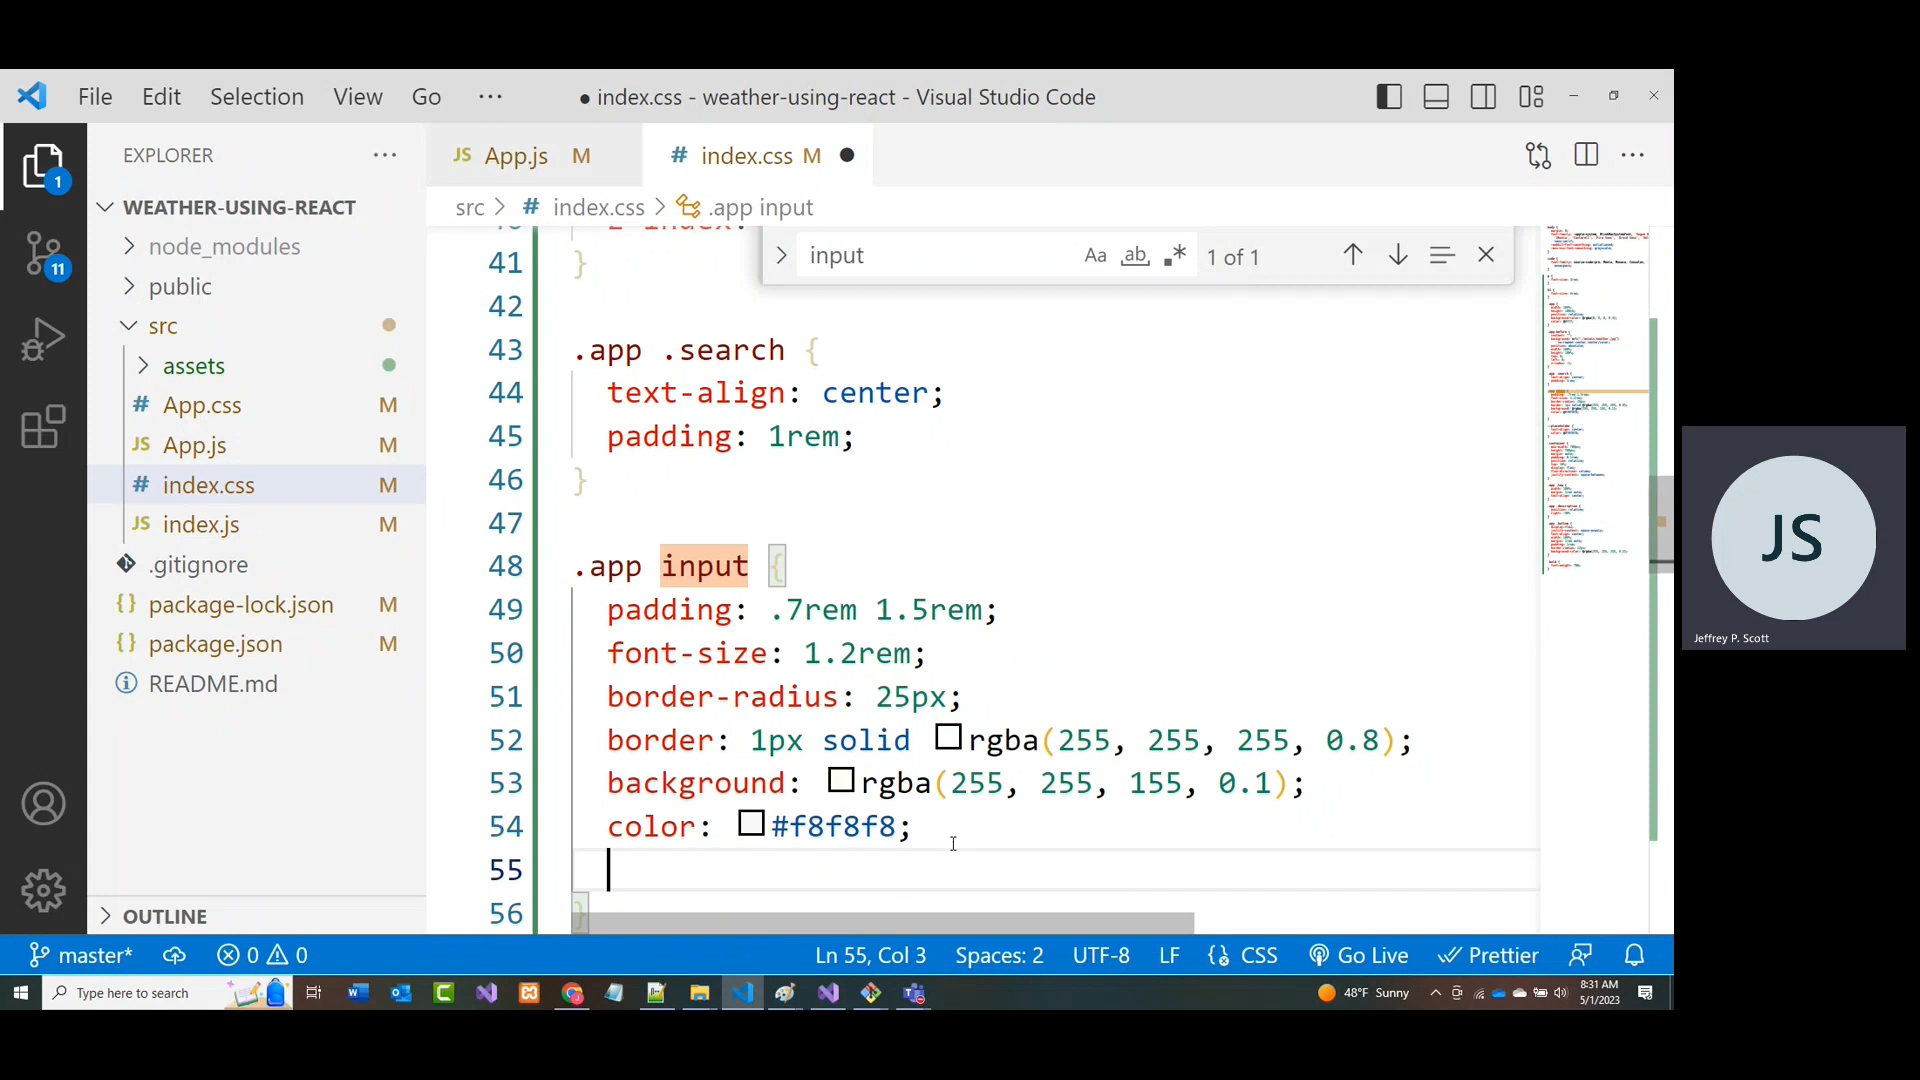 File Edit Selection View Go ··· ● index.css - weather-using-react - Visual Studio Code
EXPLORER ···
JS App.js M # index.css M ●
WEATHER-USING-REACT
src > # index.css > .app input
node_modules
public
src
assets
# App.css M
JS App.js M
# index.css M
JS index.js M
.gitignore
{} package-lock.json M
{} package.json M
README.md
OUTLINE
1
11
input Aa ab .* 1 of 1
41 }
42
43 .app .search {
44 text-align: center;
45 padding: 1rem;
46 }
47
48 .app input {
49 padding: .7rem 1.5rem;
50 font-size: 1.2rem;
51 border-radius: 25px;
52 border: 1px solid rgba(255, 255, 255, 0.8);
53 background: rgba(255, 255, 155, 0.1);
54 color: #f8f8f8;
55
56 }
master* 0 0 Ln 55, Col 3 Spaces: 2 UTF-8 LF CSS Go Live Prettier
Type here to search
48°F Sunny
8:31 AM
5/1/2023
JS
Jeffrey P. Scott